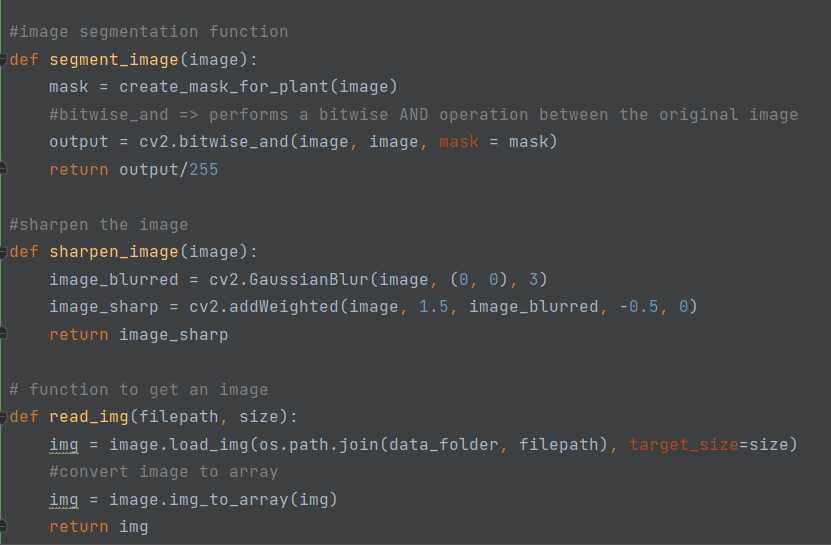 #image segmentation function
def segment_image(image):
    mask = create_mask_for_plant(image)
    #bitwise_and => performs a bitwise AND operation between the original image
    output = cv2.bitwise_and(image, image, mask = mask)
    return output/255
#sharpen the image
def sharpen_image(image):
    image_blurred = cv2.GaussianBlur(image, (0, 0), 3)
    image_sharp = cv2.addWeighted(image, 1.5, image_blurred, -0.5, 0)
    return image_sharp
# function to get an image
def read_img(filepath, size):
    img = image.load_img(os.path.join(data_folder, filepath), target_size=size)
    #convert image to array
    img = image.img_to_array(img)
    return img